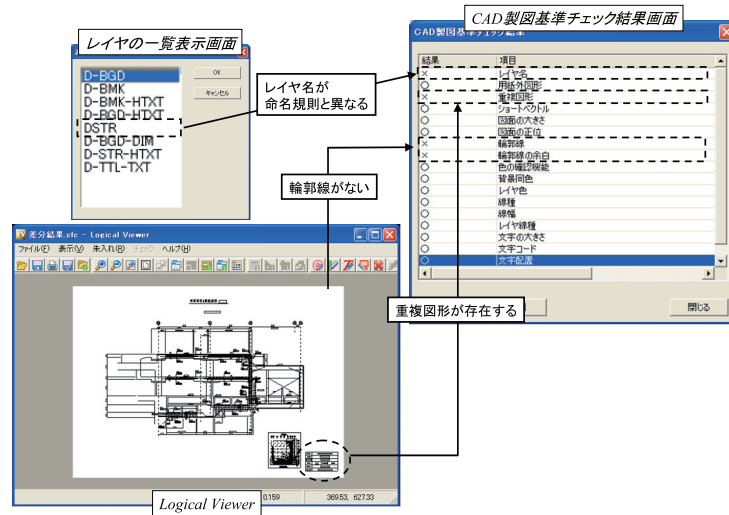 レイヤの一覧表示画面
D-BGD
D-BMK
D-BMK-HTXT
D-BGD-HTXT
DSTR
D-BGD-DIM
D-STR-HTXT
D-TTL-TXT
OK
キャンセル
レイヤ名が
命名規則と異なる
輪郭線がない
CAD製図基準チェック結果画面
CAD製図基準チェック結果
結果 項目
× レイヤ名
○ 用紙外図形
× 重複図形
○ ショートベクトル
○ 図面の大きさ
○ 図面の正位
× 輪郭線
× 輪郭線の余白
○ 色の確認機能
○ 背景同色
○ レイヤ色
○ 線種
○ 線幅
○ レイヤ線種
○ 文字の大きさ
○ 文字コード
○ 文字配置
閉じる
重複図形が存在する
差分結果.sfc - Logical Viewer
ファイル(F) 表示(V) 朱入れ(R) チェック ヘルプ(H)
Logical Viewer
0.159
369.53, 627.33